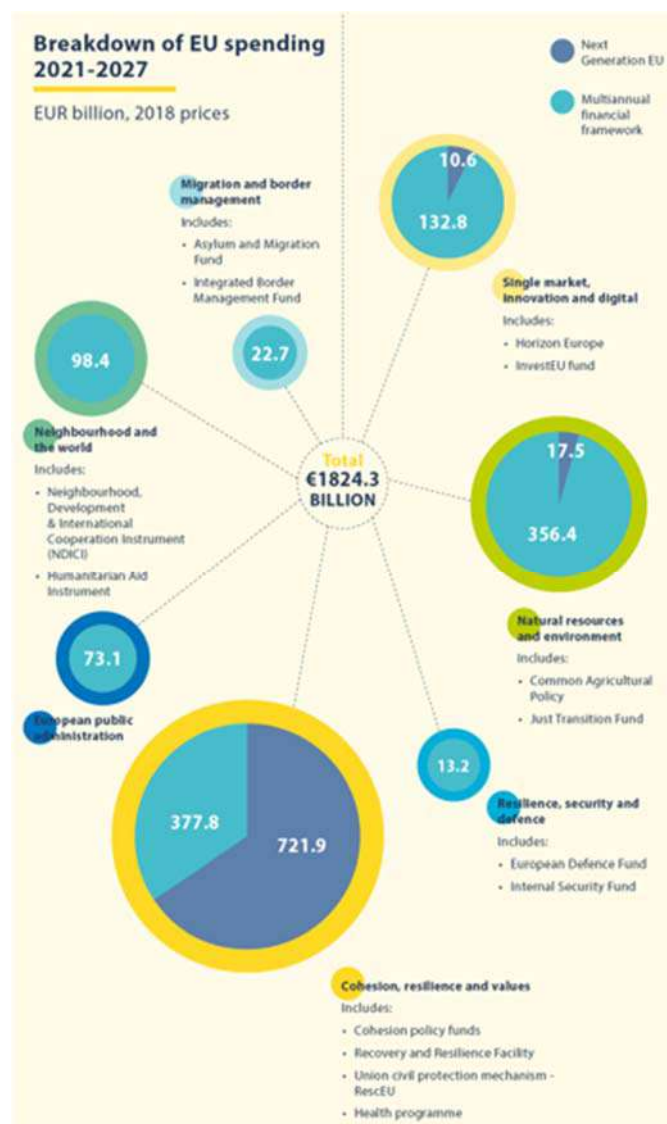 Breakdown of EU spending
2021-2027
EUR billion, 2018 prices
Next
Generation EU
Multiannual
financial
framework
10.6
132.8
Single market,
innovation and digital
Includes:
• Horizon Europe
• InvestEU fund
Migration and border
management
Includes:
• Asylum and Migration
Fund
• Integrated Border
Management Fund
22.7
98.4
Neighbourhood and
the world
Includes:
• Neighbourhood,
Development
& International
Cooperation Instrument
(NDICI)
• Humanitarian Aid
Instrument
Total
€1824.3
BILLION
17.5
356.4
Natural resources
and environment
Includes:
• Common Agricultural
Policy
• Just Transition Fund
73.1
European public
administration
13.2
Resilience, security and
defence
Includes:
• European Defence Fund
• Internal Security Fund
377.8
721.9
Cohesion, resilience and values
Includes:
• Cohesion policy funds
• Recovery and Resilience Facility
• Union civil protection mechanism -
RescEU
• Health programme